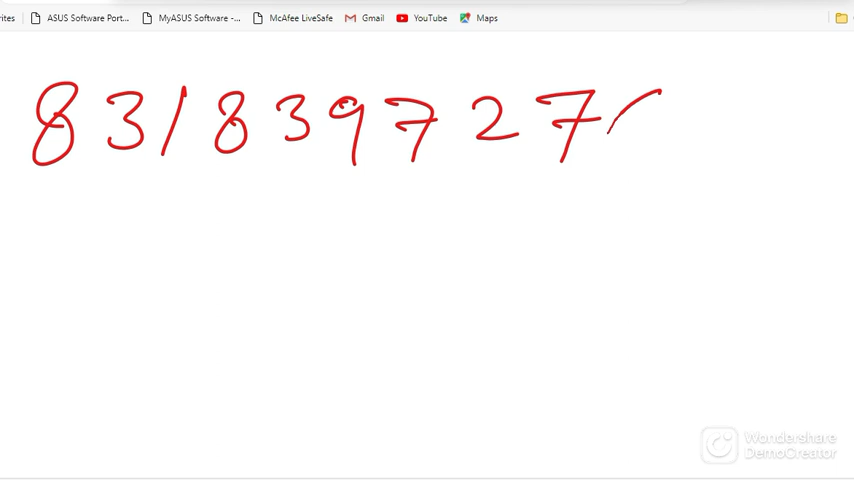 rites ASUS Software Port... MyASUS Software -... McAfee LiveSafe Gmail YouTube Maps
831839727
Wondershare
DemoCreator